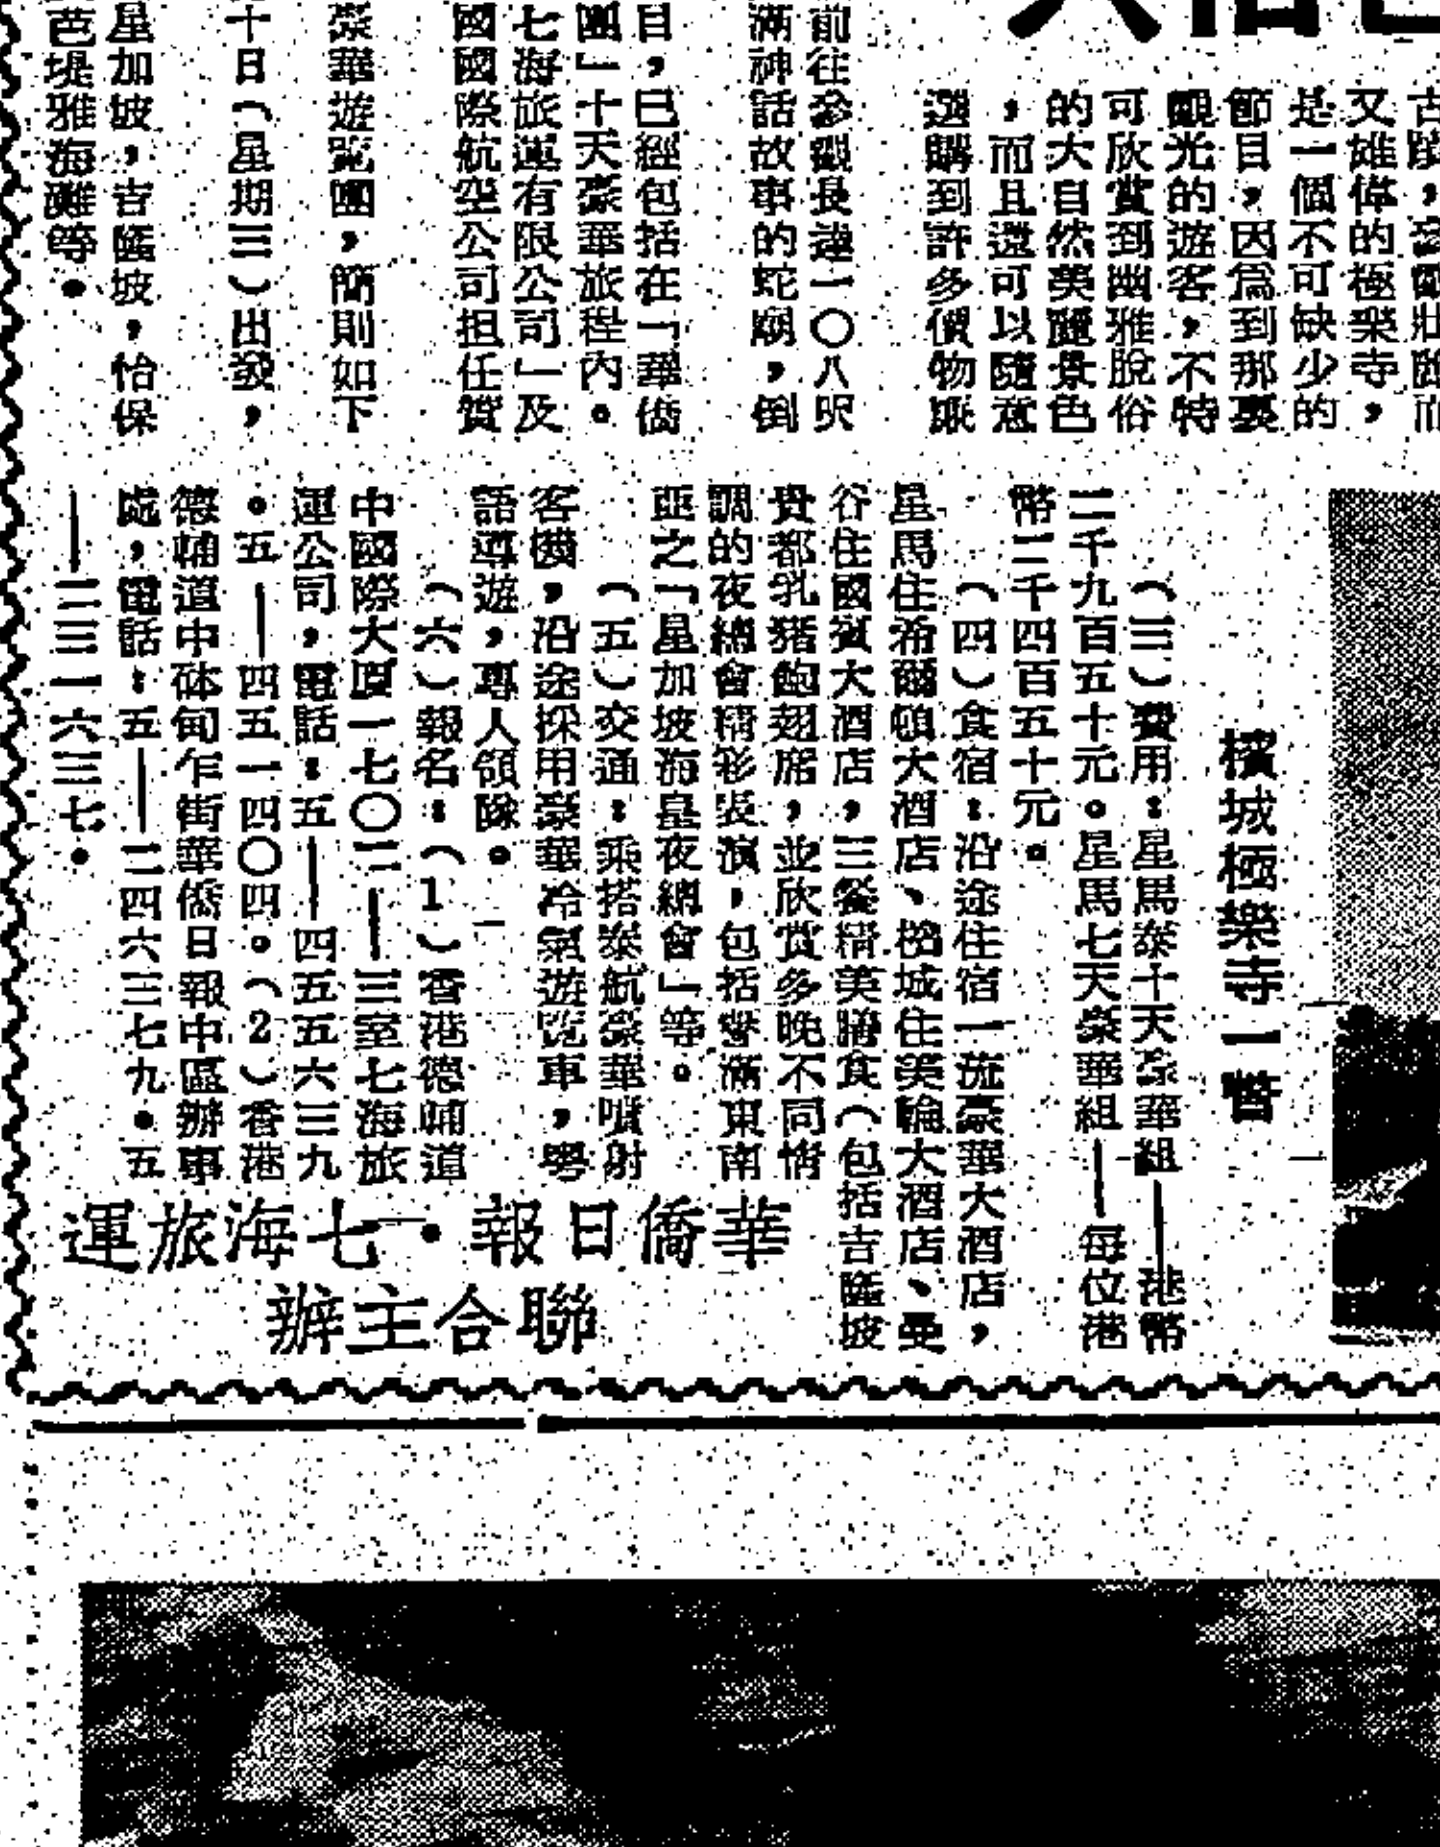 古蹟,參觀壯麗而
又雄偉的極樂寺,
是一個不可缺少的
節目,因爲到那裏
觀光的遊客,不特
可欣賞到幽雅脫俗
的大自然美麗景色
,而且還可以隨意
選購到許多價物
前往參觀長達一〇八呎
滿神話故事的蛇廟,倒
目,已經包括在「華僑
團」十天豪華旅程內。
七海旅運有限公司」及
國國際航空公司担任賛
豪華遊覽團,簡則如下
十日(星期三)出發,
星加坡,吉隆坡,怡保
芭堤雅海灘等。
檳城極樂寺一瞥
(三)費用:星馬泰十天豪華組——港幣
二千九百五十元。星馬七天豪華組——每位港
幣二千四百五十元。
(四)食宿:沿途住宿一流豪華大酒店,
星馬住希爾頓大酒店、檳城住美輪大酒店、曼
谷住國賓大酒店,三餐精美膳食(包括吉隆坡
貴都乳猪鮑翅席,並欣賞多晚不同情
調的夜總會精彩表演,包括譽滿東南
亞之「星加坡海皇夜總會」等。
(五)交通:乘搭泰航豪華噴射
客機,沿途採用豪華冷氣遊覽車,粵
語導遊,專人領隊。
(六)報名:(1)香港德輔道
中國際大厦一七〇二——三室七海旅
運公司,電話:五——四五五六三九
。五——四五一四〇四。(2)香港
德輔道中砵甸乍街華僑日報中區辦事
處,電話:五——二四六三七九。五
——二三一六三七。
華僑日報・七海旅運
聯合主辦